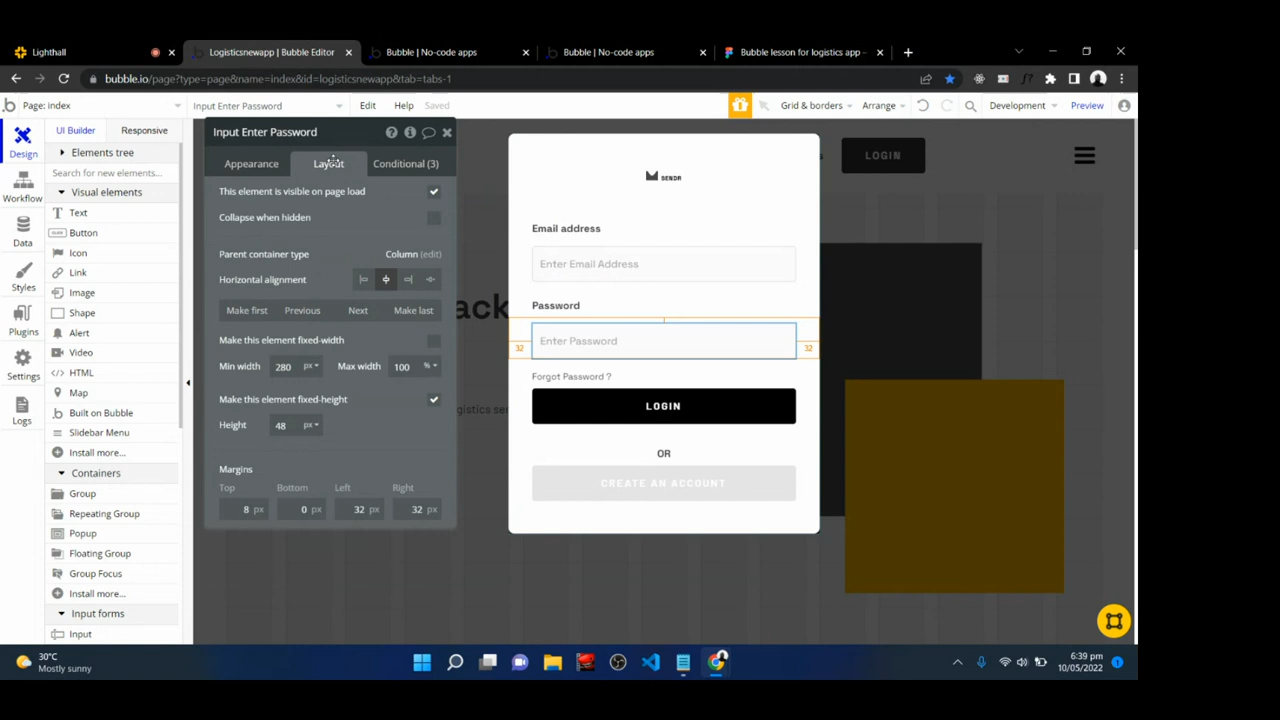 Lighthall
Logisticsnewapp | Bubble Editor
Bubble | No-code apps
Bubble | No-code apps
Bubble lesson for logistics app –
bubble.io/page?type=page&name=index&id=logisticsnewapp&tab=tabs-1
Page: index
Input Enter Password
Edit
Help
Saved
Grid & borders
Arrange
Development
Preview
Design
Workflow
Data
Styles
Plugins
Settings
Logs
UI Builder
Responsive
Elements tree
Search for new elements...
Visual elements
Text
Button
Icon
Link
Image
Shape
Alert
Video
</> HTML
Map
Built on Bubble
Slidebar Menu
Install more...
Containers
Group
Repeating Group
Popup
Floating Group
Group Focus
Install more...
Input forms
Input
Input Enter Password
Appearance
Layout
Conditional (3)
This element is visible on page load
Collapse when hidden
Parent container type
Column (edit)
Horizontal alignment
Make first
Previous
Next
Make last
Make this element fixed-width
Min width
280
px
Max width
100
%
Make this element fixed-height
Height
48
px
Margins
Top
Bottom
Left
Right
8 px
0 px
32 px
32 px
LOGIN
SENDR
Email address
Enter Email Address
Password
Enter Password
32
32
Forgot Password ?
LOGIN
OR
CREATE AN ACCOUNT
ack
ogistics ser
30°C
Mostly sunny
6:39 pm
10/05/2022
1